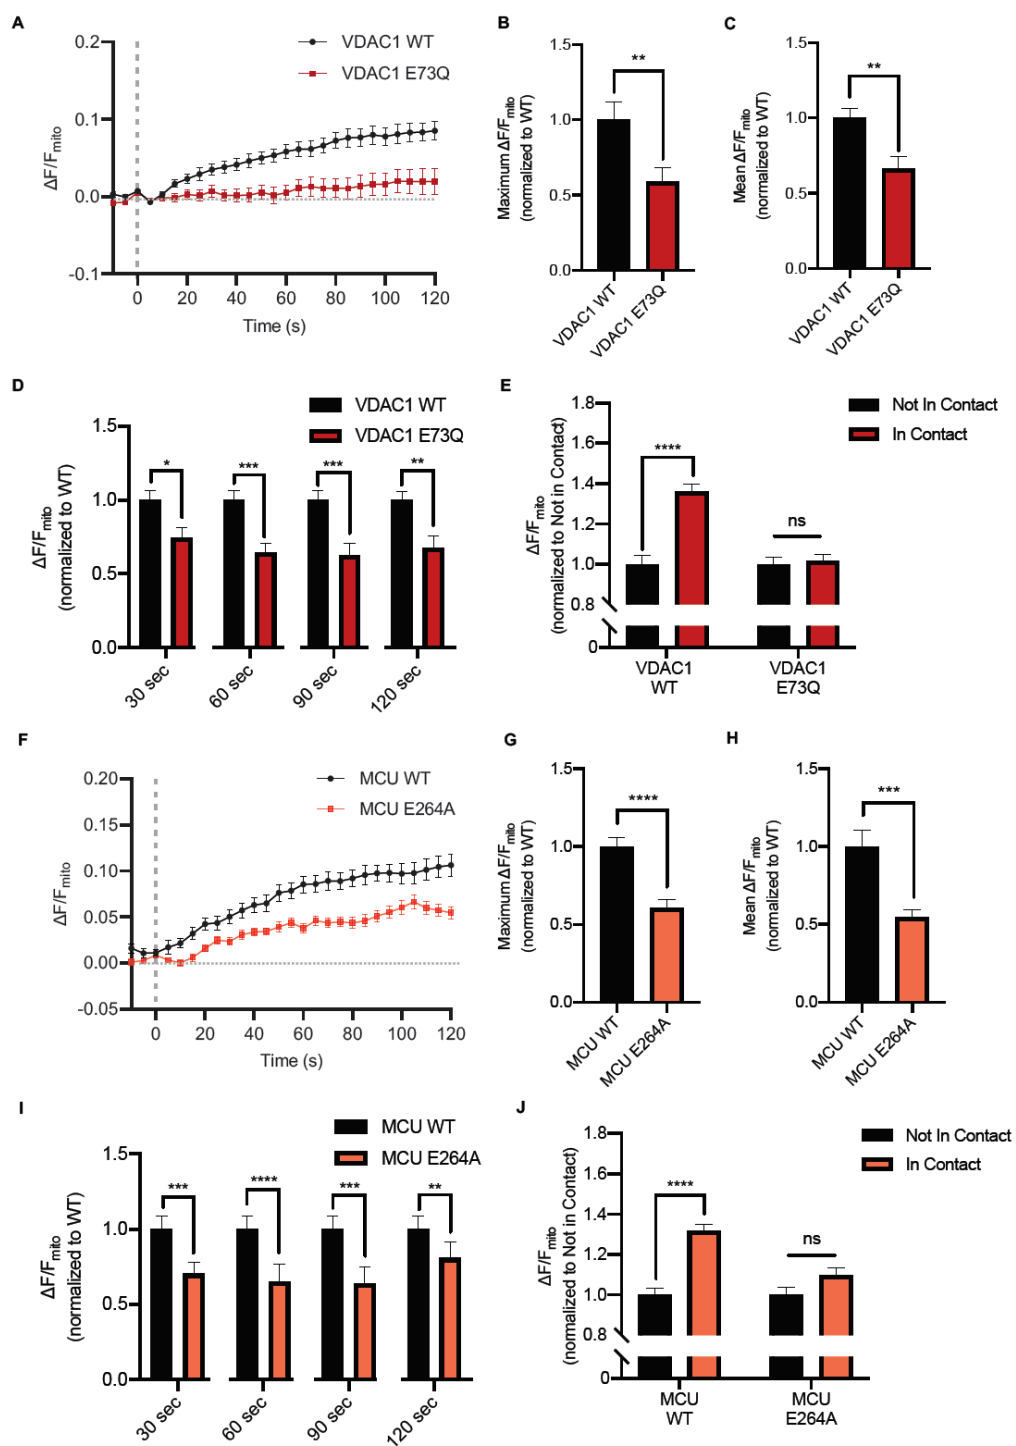 A
VDAC1 WT
VDAC1 E73Q
0.2
0.1
0.0
-0.1
ΔF/Fmito
0 20 40 60 80 100 120
Time (s)
B
1.5
1.0
0.5
0.0
Maximum ΔF/Fmito
(normalized to WT)
**
VDAC1 WT
VDAC1 E73Q
C
1.5
1.0
0.5
0.0
Mean ΔF/Fmito
(normalized to WT)
**
VDAC1 WT
VDAC1 E73Q
D
VDAC1 WT
VDAC1 E73Q
1.5
1.0
0.5
0.0
ΔF/Fmito
(normalized to WT)
* *** *** **
30 sec 60 sec 90 sec 120 sec
E
Not In Contact
In Contact
1.8
1.6
1.4
1.2
1.0
0.8
0
ΔF/Fmito
(normalized to Not in Contact)
**** ns
VDAC1 VDAC1
WT E73Q
F
MCU WT
MCU E264A
0.20
0.15
0.10
0.05
0.00
-0.05
ΔF/Fmito
0 20 40 60 80 100 120
Time (s)
G
1.5
1.0
0.5
0.0
Maximum ΔF/Fmito
(normalized to WT)
****
MCU WT
MCU E264A
H
1.5
1.0
0.5
0.0
Mean ΔF/Fmito
(normalized to WT)
***
MCU WT
MCU E264A
I
MCU WT
MCU E264A
1.5
1.0
0.5
0.0
ΔF/Fmito
(normalized to WT)
*** **** *** **
30 sec 60 sec 90 sec 120 sec
J
Not In Contact
In Contact
1.8
1.6
1.4
1.2
1.0
0.8
0
ΔF/Fmito
(normalized to Not in Contact)
**** ns
MCU MCU
WT E264A